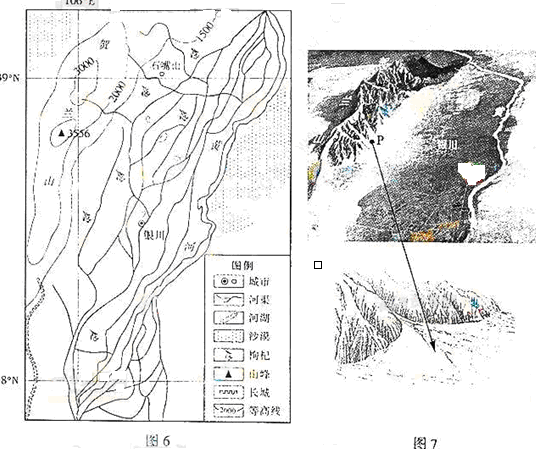 106°E
39°N
8°N
贺
山
3000
2000
1500
3556
石嘴山
银川
黄
河
图例
城市
河渠
河湖
沙漠
枸杞
山峰
长城
2000 等高线
图6
P
银川
图7